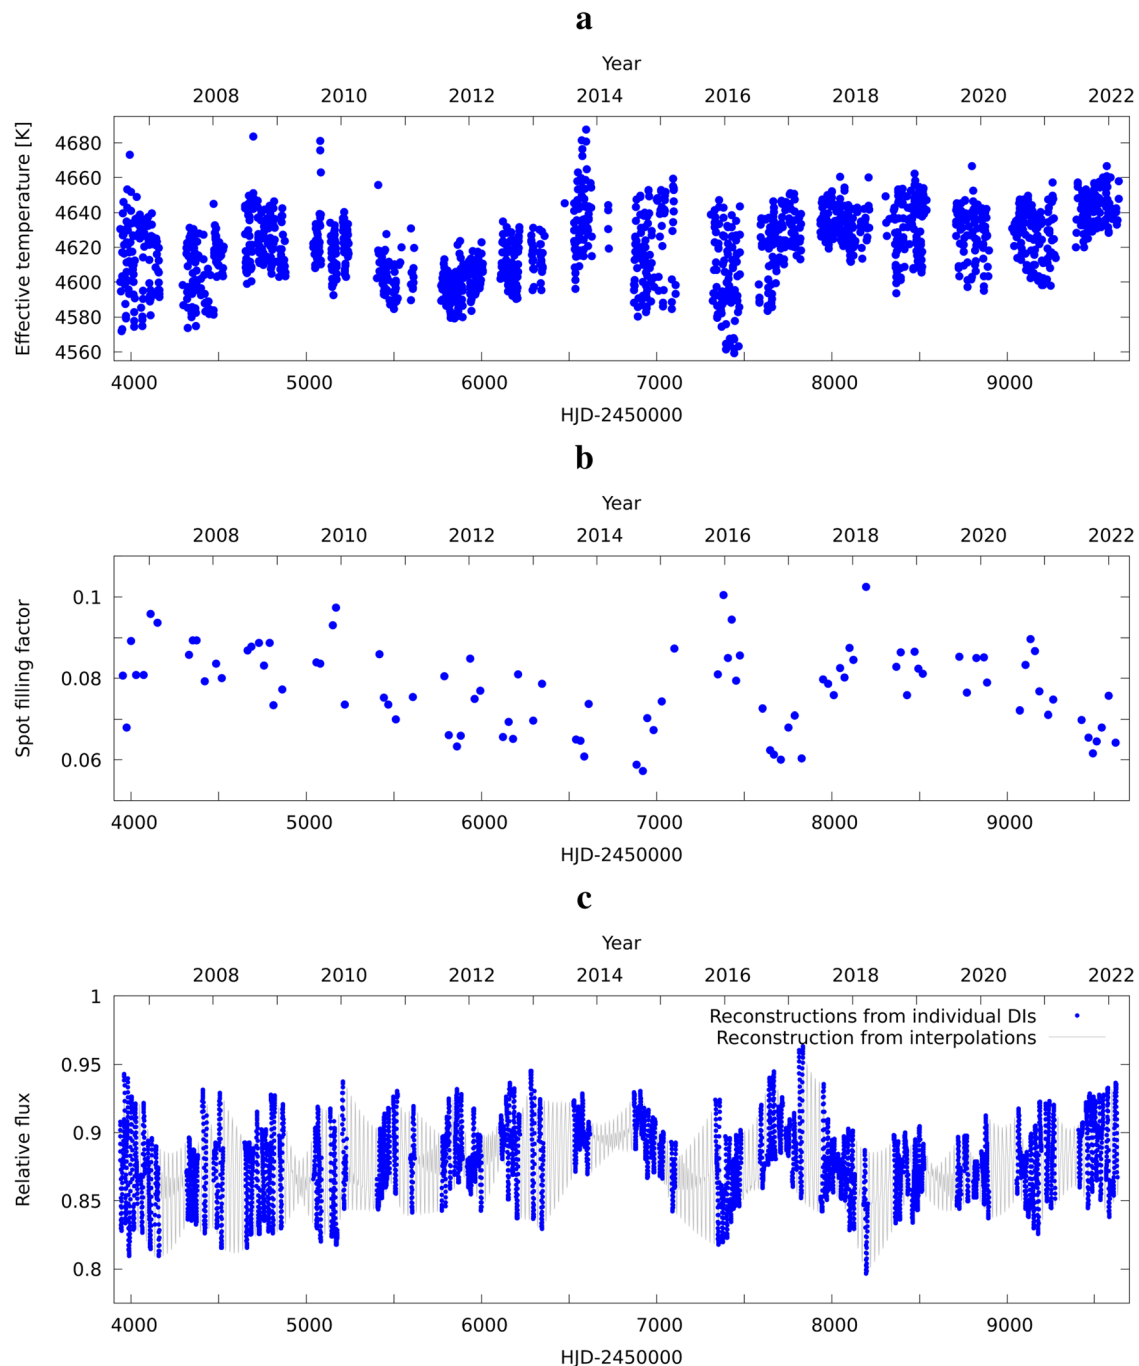 a
Year
2008 2010 2012 2014 2016 2018 2020 2022
Effective temperature [K]
4680
4660
4640
4620
4600
4580
4560
4000 5000 6000 7000 8000 9000
HJD-2450000
b
Year
2008 2010 2012 2014 2016 2018 2020 2022
Spot filling factor
0.1
0.08
0.06
4000 5000 6000 7000 8000 9000
HJD-2450000
c
Year
2008 2010 2012 2014 2016 2018 2020 2022
Relative flux
1
0.95
0.9
0.85
0.8
Reconstructions from individual DIs
Reconstruction from interpolations
4000 5000 6000 7000 8000 9000
HJD-2450000